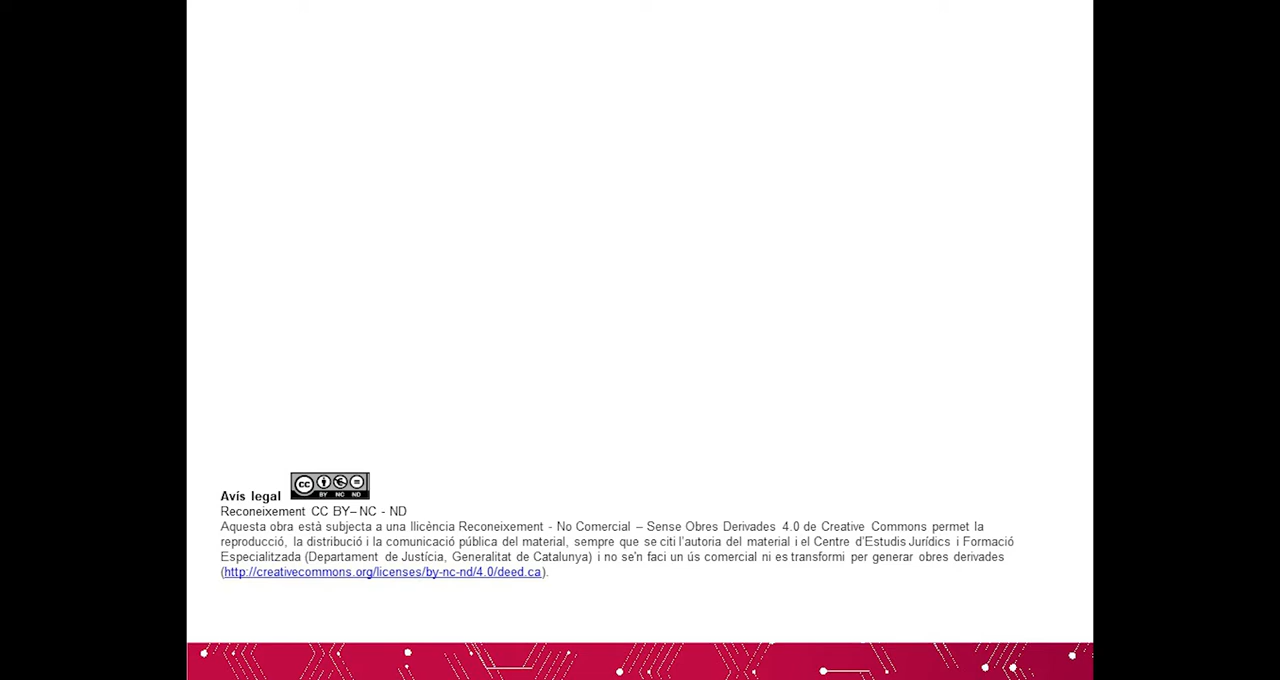 Avís legal
cc BY NC ND
Reconeixement CC BY– NC - ND
Aquesta obra està subjecta a una llicència Reconeixement - No Comercial – Sense Obres Derivades 4.0 de Creative Commons permet la
reproducció, la distribució i la comunicació pública del material, sempre que se citi l’autoria del material i el Centre d’Estudis Jurídics i Formació
Especialitzada (Departament de Justícia, Generalitat de Catalunya) i no se'n faci un ús comercial ni es transformi per generar obres derivades
(http://creativecommons.org/licenses/by-nc-nd/4.0/deed.ca).